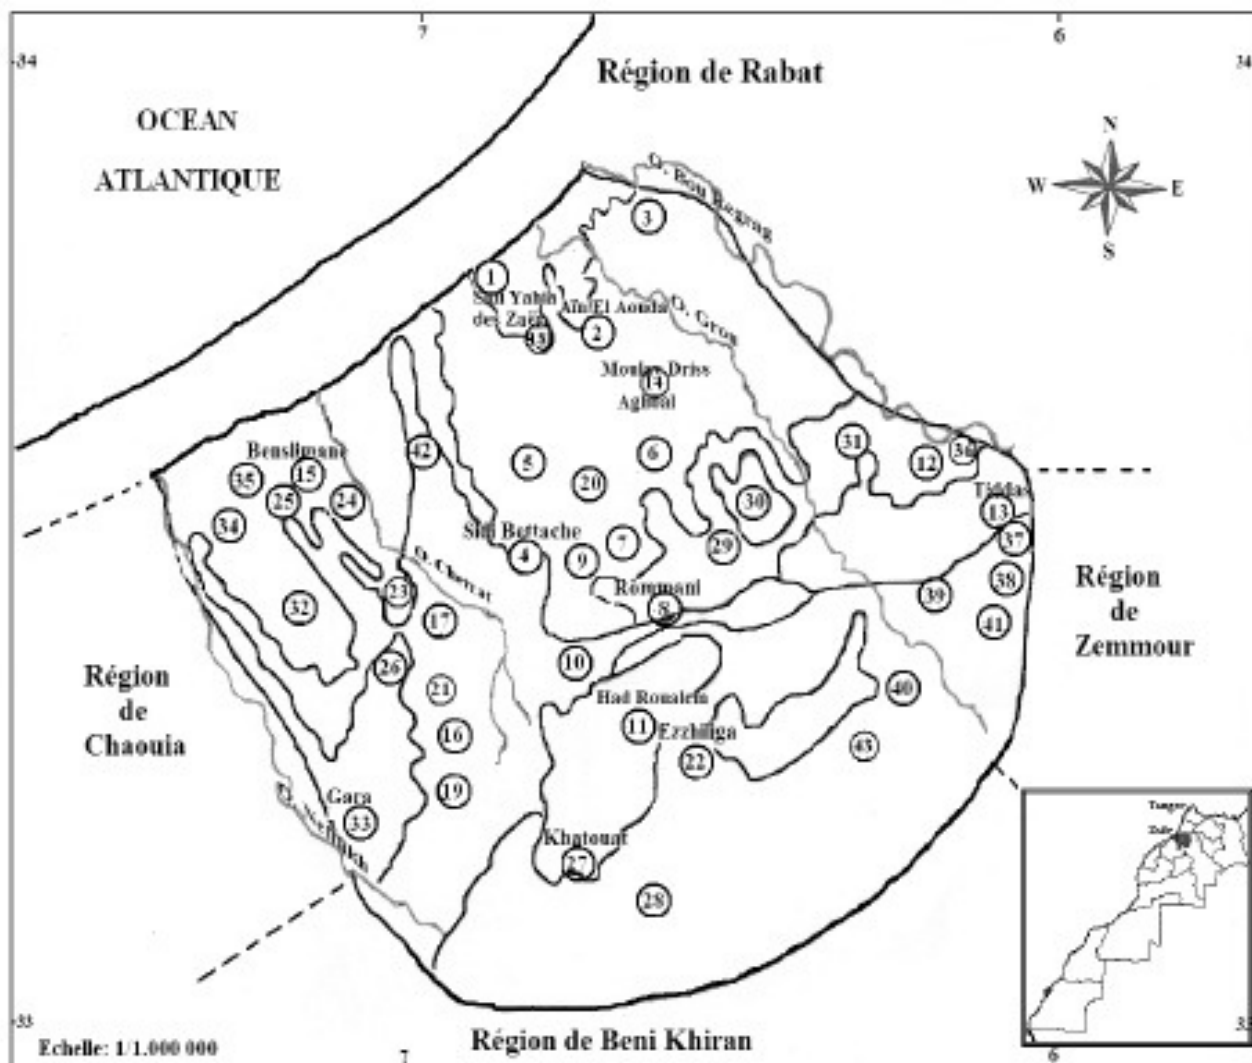 7
6
34
34
Région de Rabat
OCEAN
ATLANTIQUE
N
W
E
S
O. Bou Regrag
3
1
Sidi Yahia
des Zaër
Aïn El Aouda
2
O. Grou
Moulay Driss
14
Aghbal
31
36
12
Benslimane
42
5
6
15
35
25
24
20
30
Tiddas
13
34
Sidi Bettache
7
29
37
4
9
O. Cherrat
Rommani
38
Région
de
Zemmour
23
39
32
8
17
41
10
26
Région
de
Chaouia
21
Had Roualem
40
11
Ezzhiliga
16
22
43
19
Gara
33
Khatouat
27
28
Tanger
33
33
Région de Beni Khiran
Echelle: 1/1.000 000
7
6